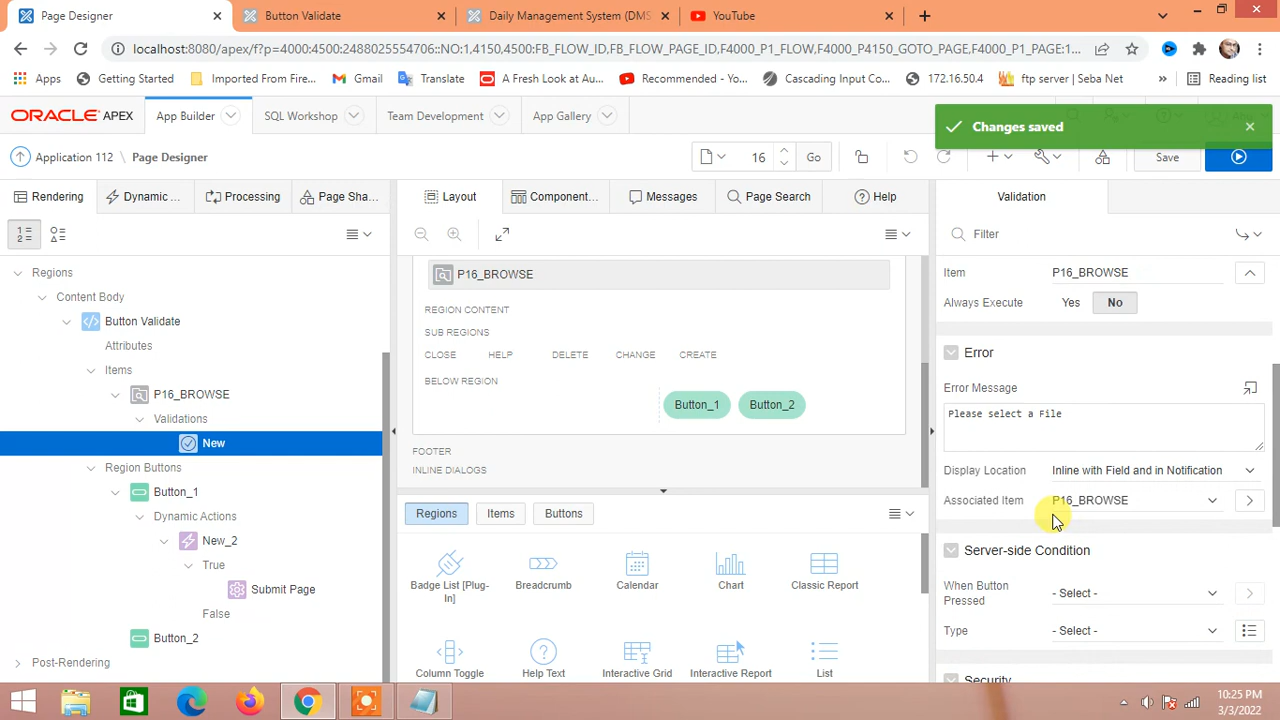 Page Designer
Button Validate
Daily Management System (DMS
YouTube
localhost:8080/apex/f?p=4000:4500:2488025554706::NO:1,4150,4500:FB_FLOW_ID,FB_FLOW_PAGE_ID,F4000_P1_FLOW,F4000_P4150_GOTO_PAGE,F4000_P1_PAGE:1...
Apps
Getting Started
Imported From Fire...
Gmail
Translate
A Fresh Look at Au...
Recommended - Yo...
Cascading Input Co...
172.16.50.4
ftp server | Seba Net
»
Reading list
ORACLE APEX
App Builder
SQL Workshop
Team Development
App Gallery
Changes saved
Application 112 \ Page Designer
16
Go
Save
Rendering
Dynamic ...
Processing
Page Sha...
Layout
Component...
Messages
Page Search
Help
Validation
Filter
Regions
Content Body
Button Validate
Attributes
Items
P16_BROWSE
Validations
New
Region Buttons
Button_1
Dynamic Actions
New_2
True
Submit Page
False
Button_2
Post-Rendering
P16_BROWSE
REGION CONTENT
SUB REGIONS
CLOSE HELP DELETE CHANGE CREATE
BELOW REGION
Button_1 Button_2
FOOTER
INLINE DIALOGS
Regions Items Buttons
Badge List [Plug-In]
Breadcrumb
Calendar
Chart
Classic Report
Column Toggle
Help Text
Interactive Grid
Interactive Report
List
Item P16_BROWSE
Always Execute Yes No
Error
Error Message
Please select a File
Display Location Inline with Field and in Notification
Associated Item P16_BROWSE
Server-side Condition
When Button Pressed - Select -
Type - Select -
Security
10:25 PM
3/3/2022